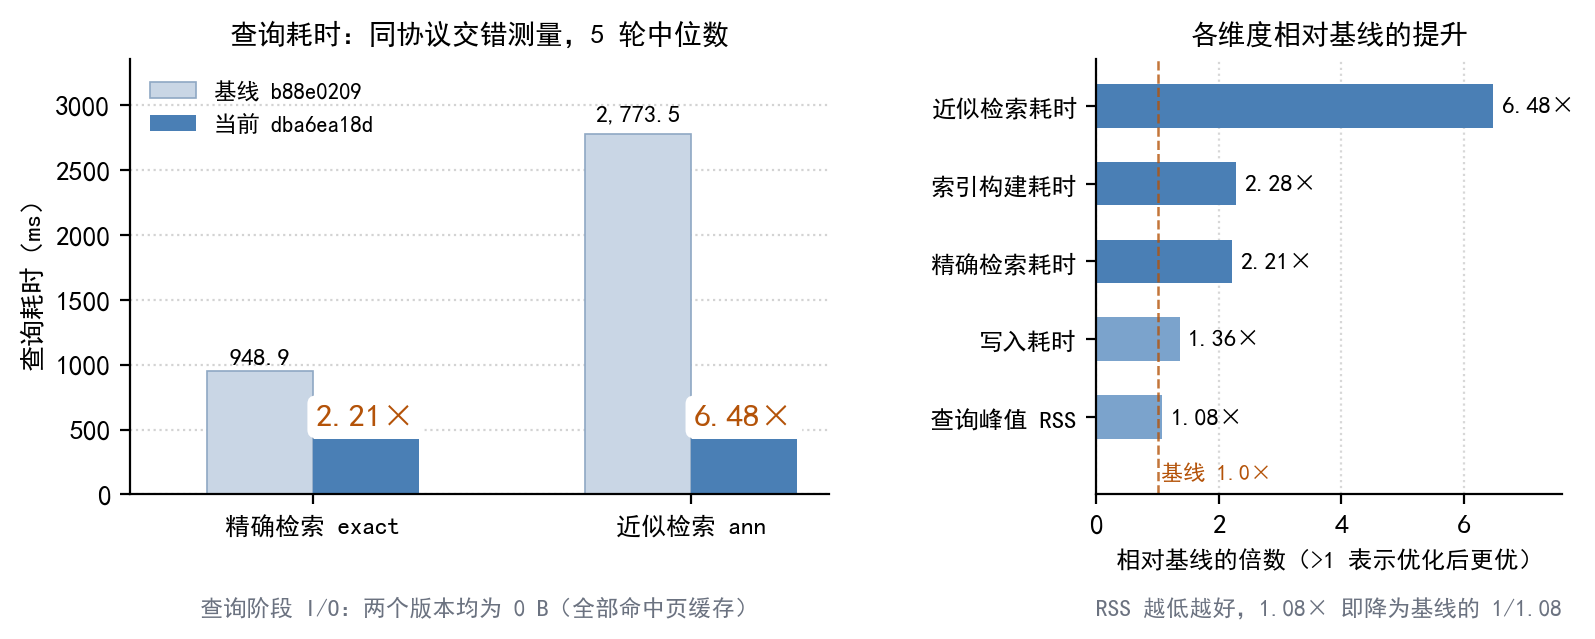 查询耗时：同协议交错测量，5 轮中位数
基线 b88e0209
当前 dba6ea18d
查询耗时（ms）
3000
2500
2000
1500
1000
500
0
948.9
2.21×
2,773.5
6.48×
精确检索 exact
近似检索 ann
查询阶段 I/O：两个版本均为 0 B（全部命中页缓存）
各维度相对基线的提升
近似检索耗时
6.48×
索引构建耗时
2.28×
精确检索耗时
2.21×
写入耗时
1.36×
查询峰值 RSS
1.08×
基线 1.0×
0
2
4
6
相对基线的倍数（>1 表示优化后更优）
RSS 越低越好，1.08× 即降为基线的 1/1.08